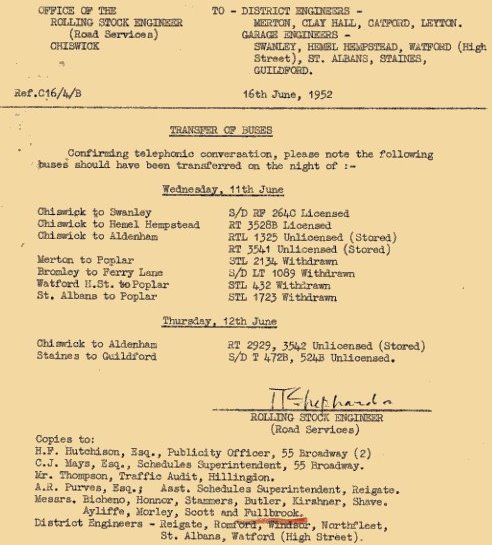 OFFICE OF THE
ROLLING STOCK ENGINEER
(Road Services)
CHISWICK
TO - DISTRICT ENGINEERS -
MERTON, CLAY HALL, CATFORD, LEYTON.
GARAGE ENGINEERS -
SWANLEY, HEMEL HEMPSTEAD, WATFORD (High
Street), ST. ALBANS, STAINES,
GUILDFORD.
Ref.C16/4/B
16th June, 1952
TRANSFER OF BUSES
Confirming telephonic conversation, please note the following
buses should have been transferred on the night of :-
Wednesday, 11th June
Chiswick to Swanley S/D RF 264C Licensed
Chiswick to Hemel Hempstead RT 3528B Licensed
Chiswick to Aldenham RTL 1325 Unlicensed (Stored)
RT 3541 Unlicensed (Stored)
Merton to Poplar STL 2134 Withdrawn
Bromley to Ferry Lane S/D LT 1089 Withdrawn
Watford H.St. to Poplar STL 432 Withdrawn
St. Albans to Poplar STL 1723 Withdrawn
Thursday, 12th June
Chiswick to Aldenham RT 2929, 3542 Unlicensed (Stored)
Staines to Guildford S/D T 472B, 524B Unlicensed.
ROLLING STOCK ENGINEER
(Road Services)
Copies to:
H.F. Hutchison, Esq., Publicity Officer, 55 Broadway (2)
C.J. Mays, Esq., Schedules Superintendent, 55 Broadway.
Mr. Thompson, Traffic Audit, Hillingdon.
A.R. Purves, Esq.; Asst. Schedules Superintendent, Reigate.
Messrs. Bicheno, Honnor, Stammers, Butler, Kirshner, Shave.
Ayliffe, Morley, Scott and Fullbrook.
District Engineers - Reigate, Romford, Windsor, Northfleet,
St. Albans, Watford (High Street).